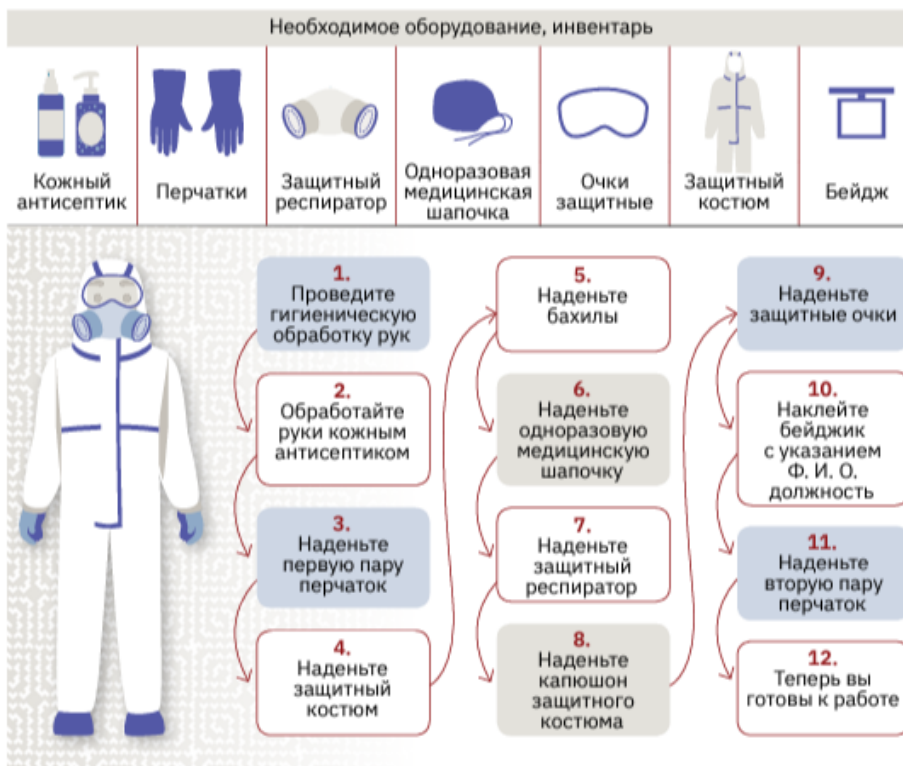 Необходимое оборудование, инвентарь
Кожный
антисептик
Перчатки
Защитный
респиратор
Одноразовая
медицинская
шапочка
Очки
защитные
Защитный
костюм
Бейдж
1.
Проведите
гигиеническую
обработку рук
2.
Обработайте
руки кожным
антисептиком
3.
Наденьте
первую пару
перчаток
4.
Наденьте
защитный
костюм
5.
Наденьте
бахилы
6.
Наденьте
одноразовую
медицинскую
шапочку
7.
Наденьте
защитный
респиратор
8.
Наденьте
капюшон
защитного
костюма
9.
Наденьте
защитные очки
10.
Наклейте
бейджик
с указанием
Ф. И. О.
должность
11.
Наденьте
вторую пару
перчаток
12.
Теперь вы
готовы к работе